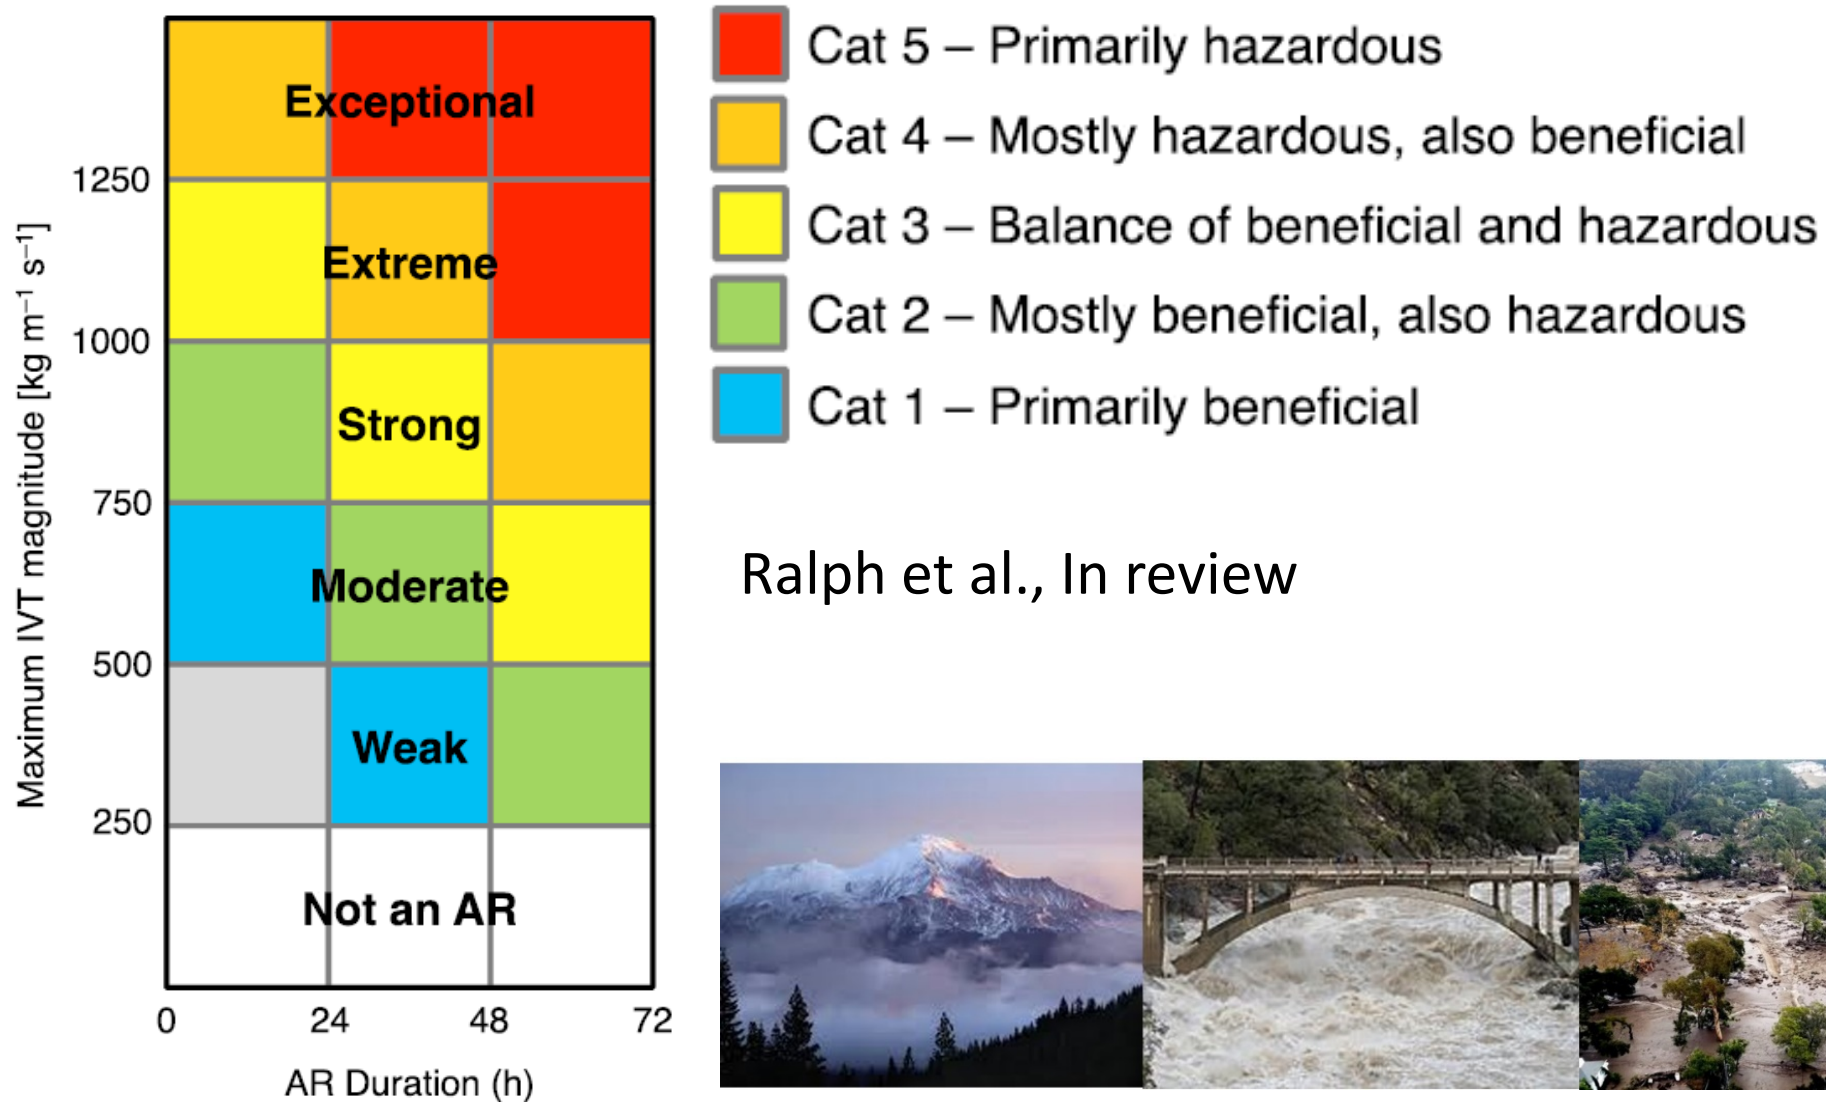 Exceptional
Extreme
Strong
Moderate
Weak
Not an AR
1250
1000
750
500
250
0 24 48 72
AR Duration (h)
Maximum IVT magnitude [kg m⁻¹ s⁻¹]
Cat 5 – Primarily hazardous
Cat 4 – Mostly hazardous, also beneficial
Cat 3 – Balance of beneficial and hazardous
Cat 2 – Mostly beneficial, also hazardous
Cat 1 – Primarily beneficial
Ralph et al., In review